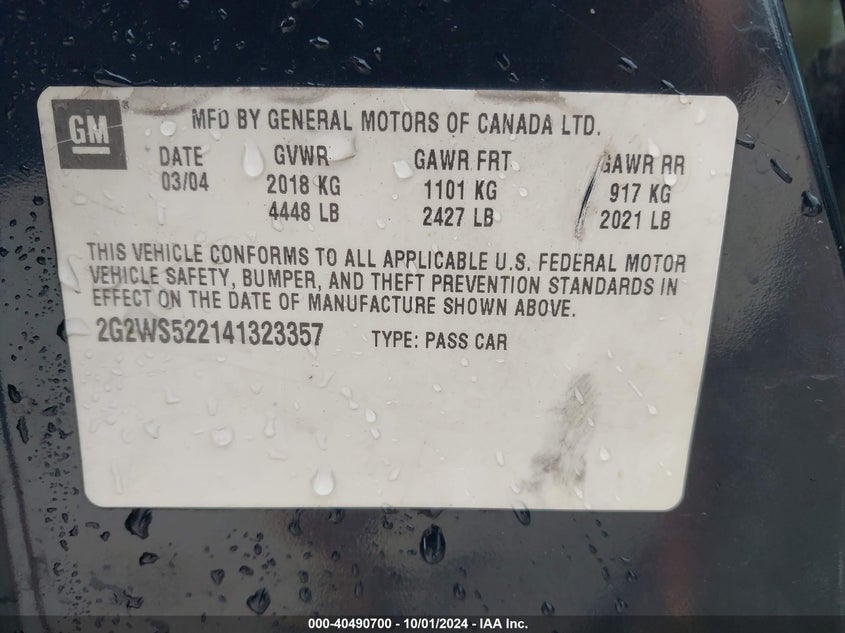 GM
MFD BY GENERAL MOTORS OF CANADA LTD.
DATE GVWR GAWR FRT GAWR RR
03/04 2018 KG 1101 KG 917 KG
4448 LB 2427 LB 2021 LB
THIS VEHICLE CONFORMS TO ALL APPLICABLE U.S. FEDERAL MOTOR
VEHICLE SAFETY, BUMPER, AND THEFT PREVENTION STANDARDS IN
EFFECT ON THE DATE OF MANUFACTURE SHOWN ABOVE.
2G2WS522141323357 TYPE: PASS CAR
000-40490700 - 10/01/2024 - IAA Inc.